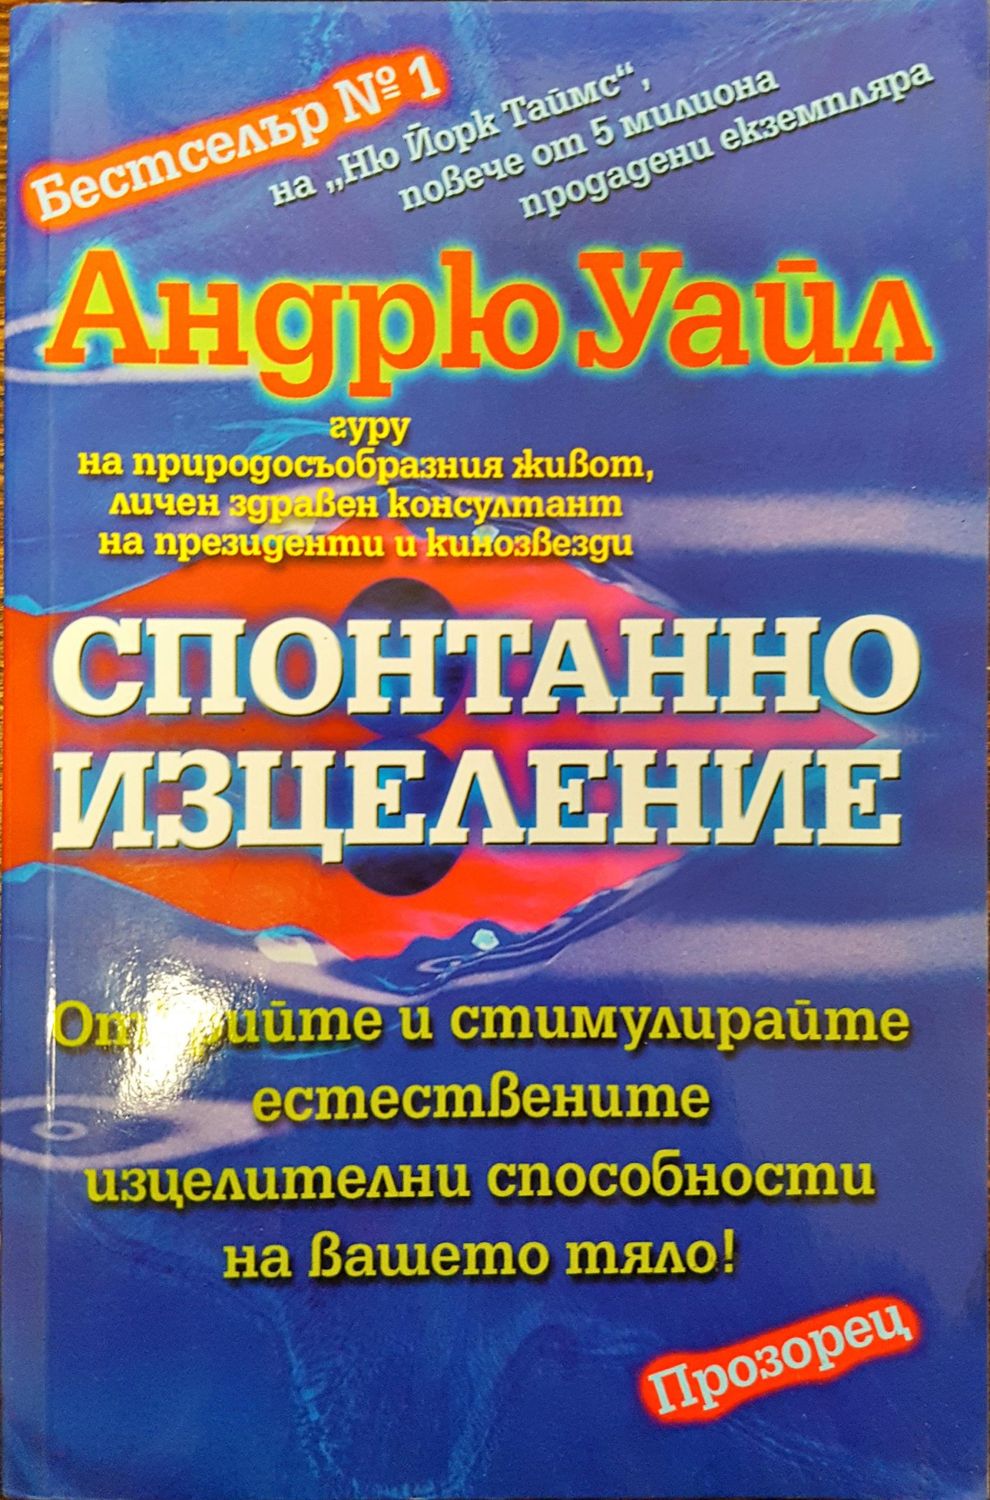 Бестселър № 1
на „Ню Йорк Таймс“,
повече от 5 милиона
продадени екземпляра
Андрю Уайл
гуру
на природосъобразния живот,
личен здравен консултант
на президенти и кинозвезди
СПОНТАННО
ИЗЦЕЛЕНИЕ
и стимулирайте
естествените
изцелителни способности
на вашето тяло!
Прозорец